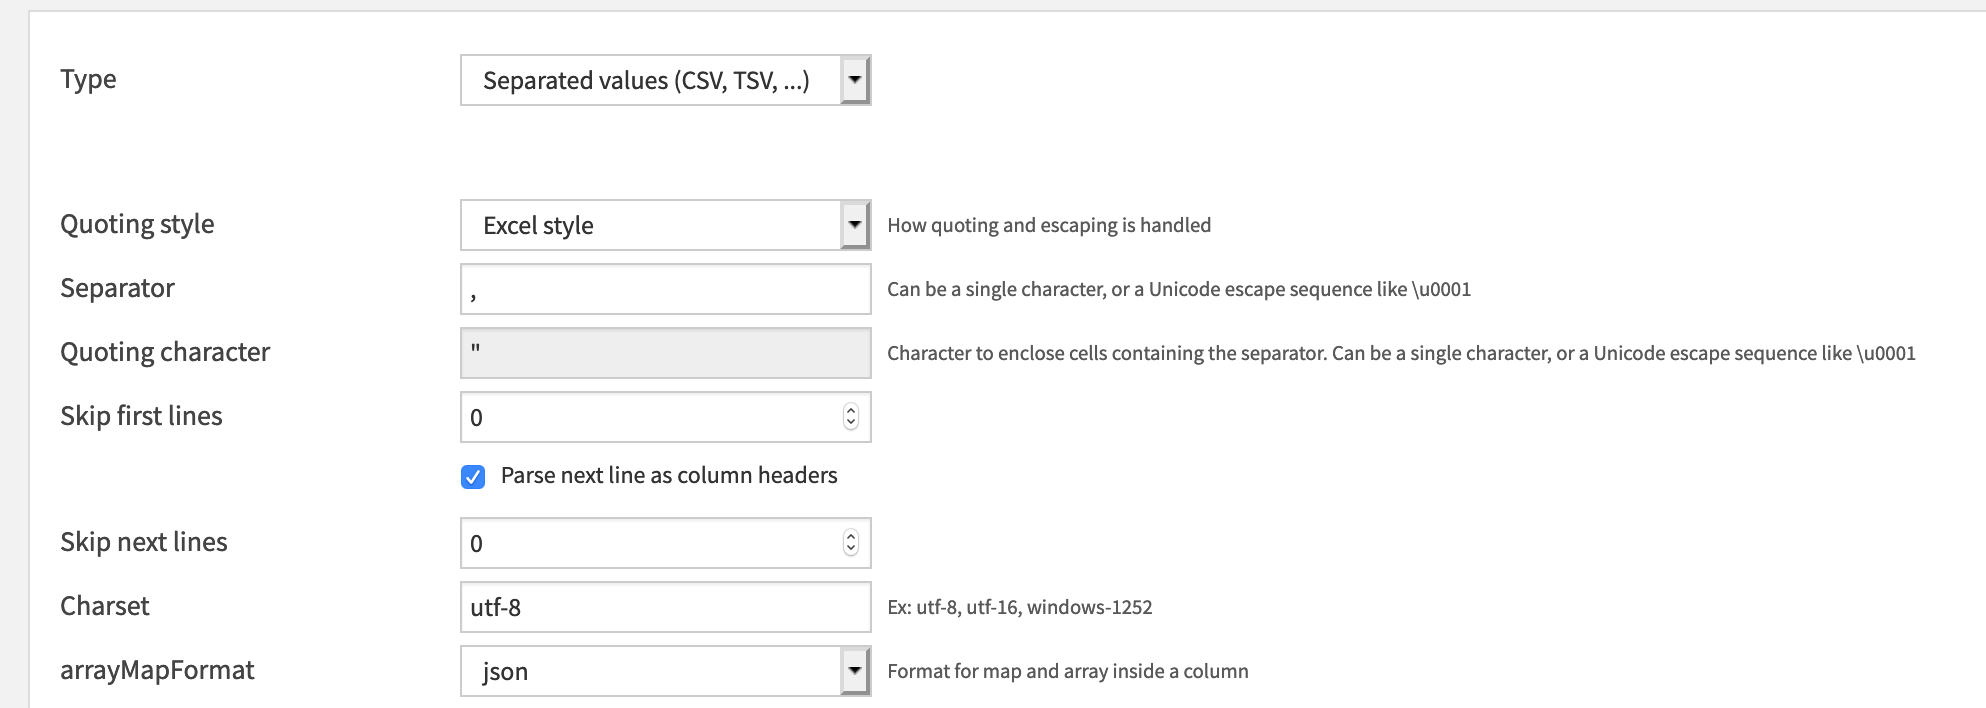 Type Separated values (CSV, TSV, ...)
Quoting style Excel style How quoting and escaping is handled
Separator , Can be a single character, or a Unicode escape sequence like \u0001
Quoting character " Character to enclose cells containing the separator. Can be a single character, or a Unicode escape sequence like \u0001
Skip first lines 0
Parse next line as column headers
Skip next lines 0
Charset utf-8 Ex: utf-8, utf-16, windows-1252
arrayMapFormat json Format for map and array inside a column